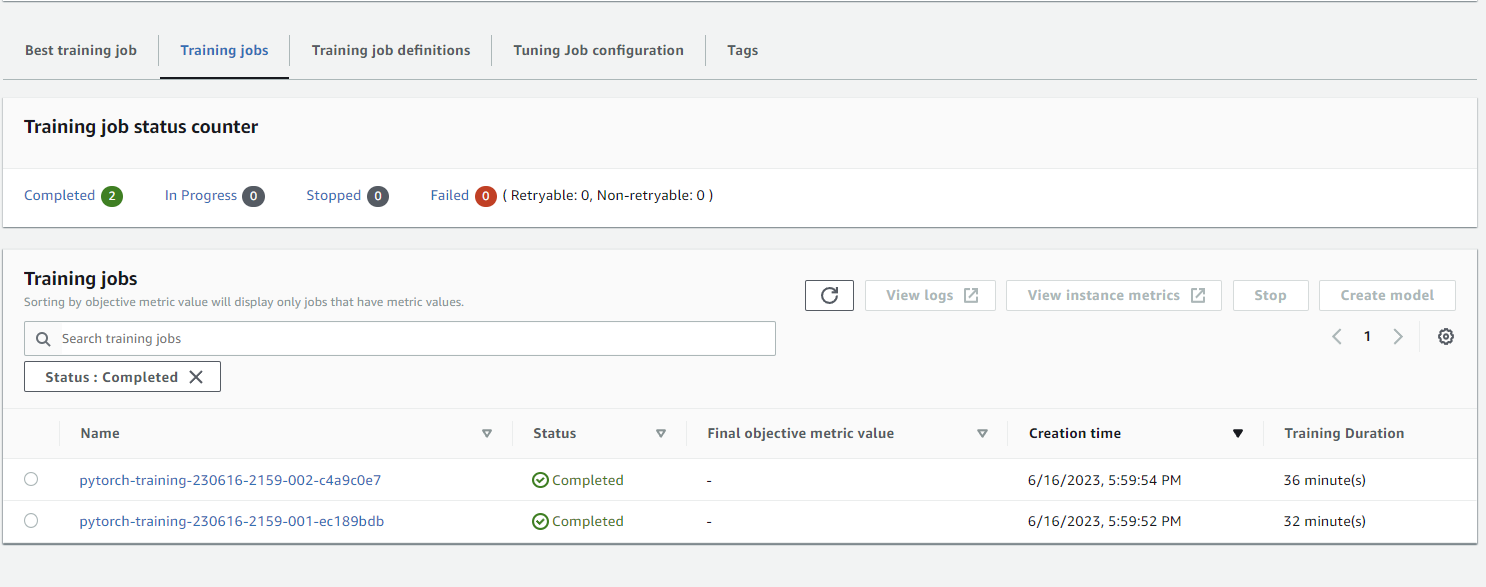 Best training job Training jobs Training job definitions Tuning Job configuration Tags
Training job status counter
Completed 2 In Progress 0 Stopped 0 Failed 0 ( Retryable: 0, Non-retryable: 0 )
Training jobs
Sorting by objective metric value will display only jobs that have metric values.
View logs View instance metrics Stop Create model
Search training jobs
1
Status : Completed
Name Status Final objective metric value Creation time Training Duration
pytorch-training-230616-2159-002-c4a9c0e7 Completed - 6/16/2023, 5:59:54 PM 36 minute(s)
pytorch-training-230616-2159-001-ec189bdb Completed - 6/16/2023, 5:59:52 PM 32 minute(s)